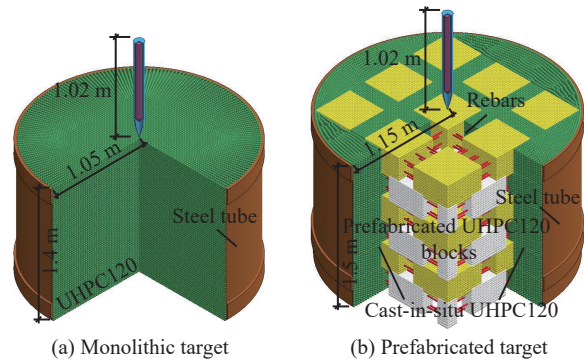 1.02 m
1.05 m
Steel tube
1.4 m
UHPC120
(a) Monolithic target
1.02 m
Rebars
1.15 m
Steel tube
Prefabricated UHPC120
blocks
1.5 m
Cast-in-situ UHPC120
(b) Prefabricated target